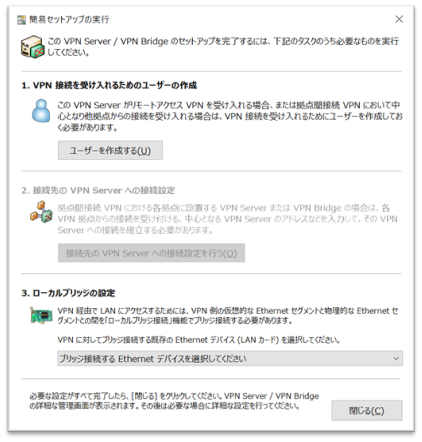 簡易セットアップの実行
この VPN Server / VPN Bridge のセットアップを完了するには、下記のタスクのうち必要なものを実行
してください。
1. VPN 接続を受け入れるためのユーザーの作成
この VPN Server がリモートアクセス VPN を受け入れる場合、または拠点間接続 VPN において中
心となり他拠点からの接続を受け入れる場合は、VPN 接続を受け入れるためにユーザーを作成してお
く必要があります。
ユーザーを作成する(U)
2. 接続先の VPN Server への接続設定
拠点間接続 VPN における各拠点に設置する VPN Server または VPN Bridge の場合は、各
VPN 拠点からの接続を受け付ける、中心となる VPN Server のアドレスなどを入力して、その VPN
Server への接続を確立する必要があります。
接続先の VPN Server への接続設定を行う(O)
3. ローカルブリッジの設定
VPN 経由で LAN にアクセスするためには、VPN 側の仮想的な Ethernet セグメントと物理的な Ethernet セ
グメントとの間を「ローカルブリッジ接続」機能でブリッジ接続する必要があります。
VPN に対してブリッジ接続する既存の Ethernet デバイス (LAN カード) を選択してください。
ブリッジ接続する Ethernet デバイスを選択してください
必要な設定がすべて完了したら、[閉じる] をクリックしてください。VPN Server / VPN Bridge
の詳細な管理画面が表示されます。その後は必要な場合に詳細な設定を行ってください。
閉じる(C)